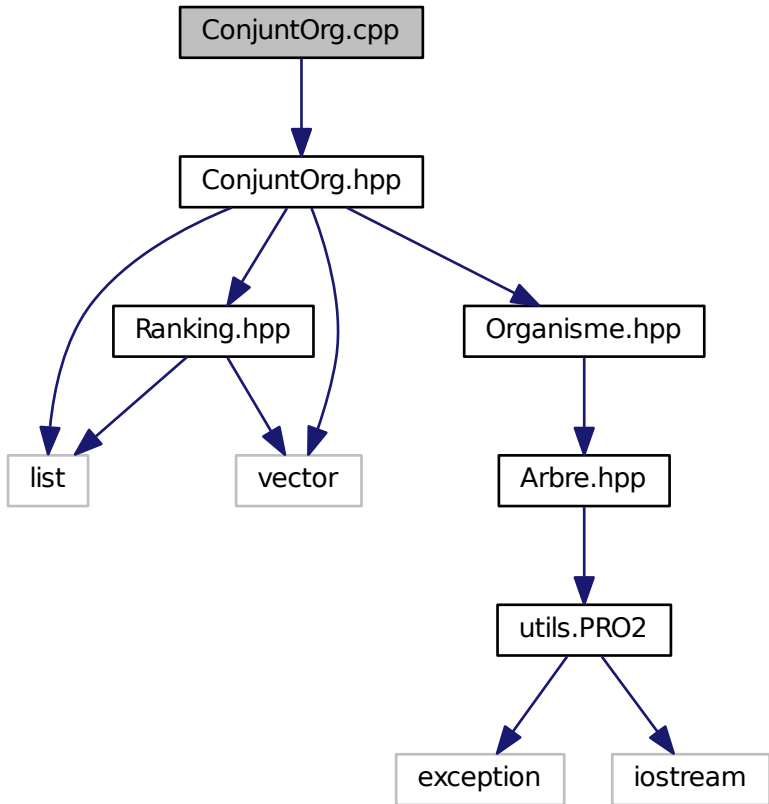 ConjuntOrg.cpp
ConjuntOrg.hpp
Ranking.hpp
Organisme.hpp
list
vector
Arbre.hpp
utils.PRO2
exception
iostream